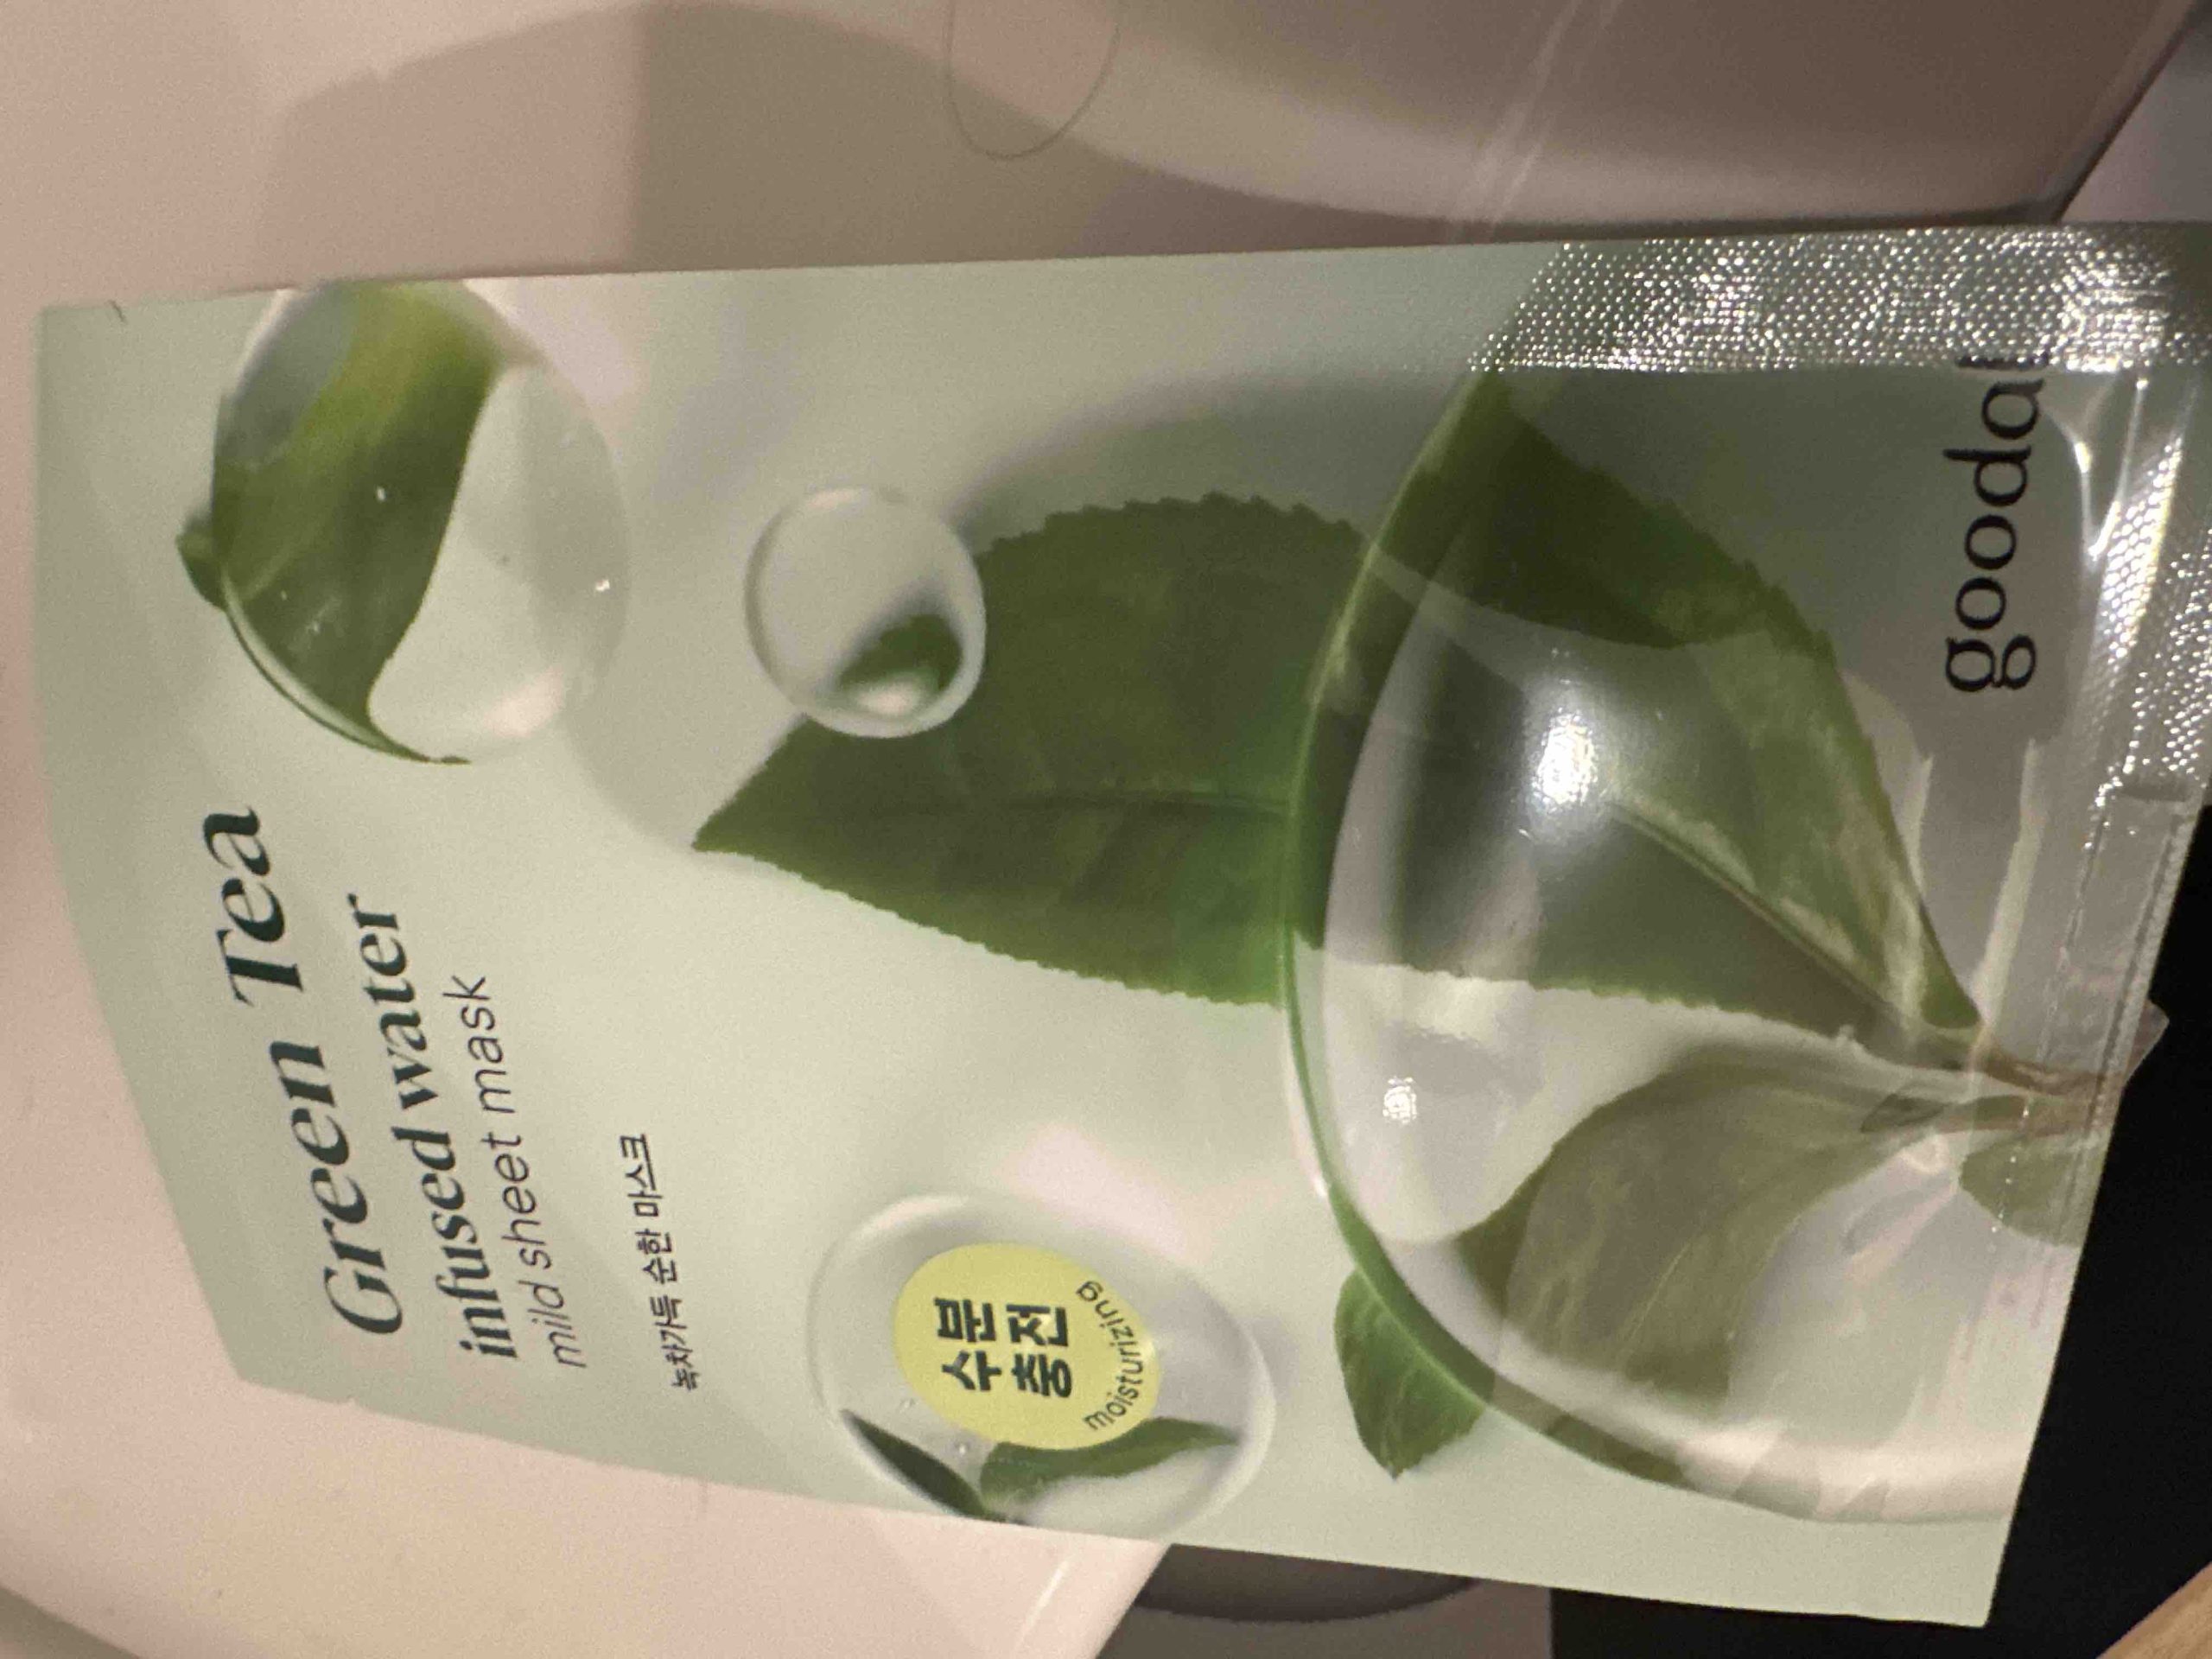 Green Tea
infused water
mild sheet mask
녹차가득 순한 마스크
수분
충전
moisturizing
goodal